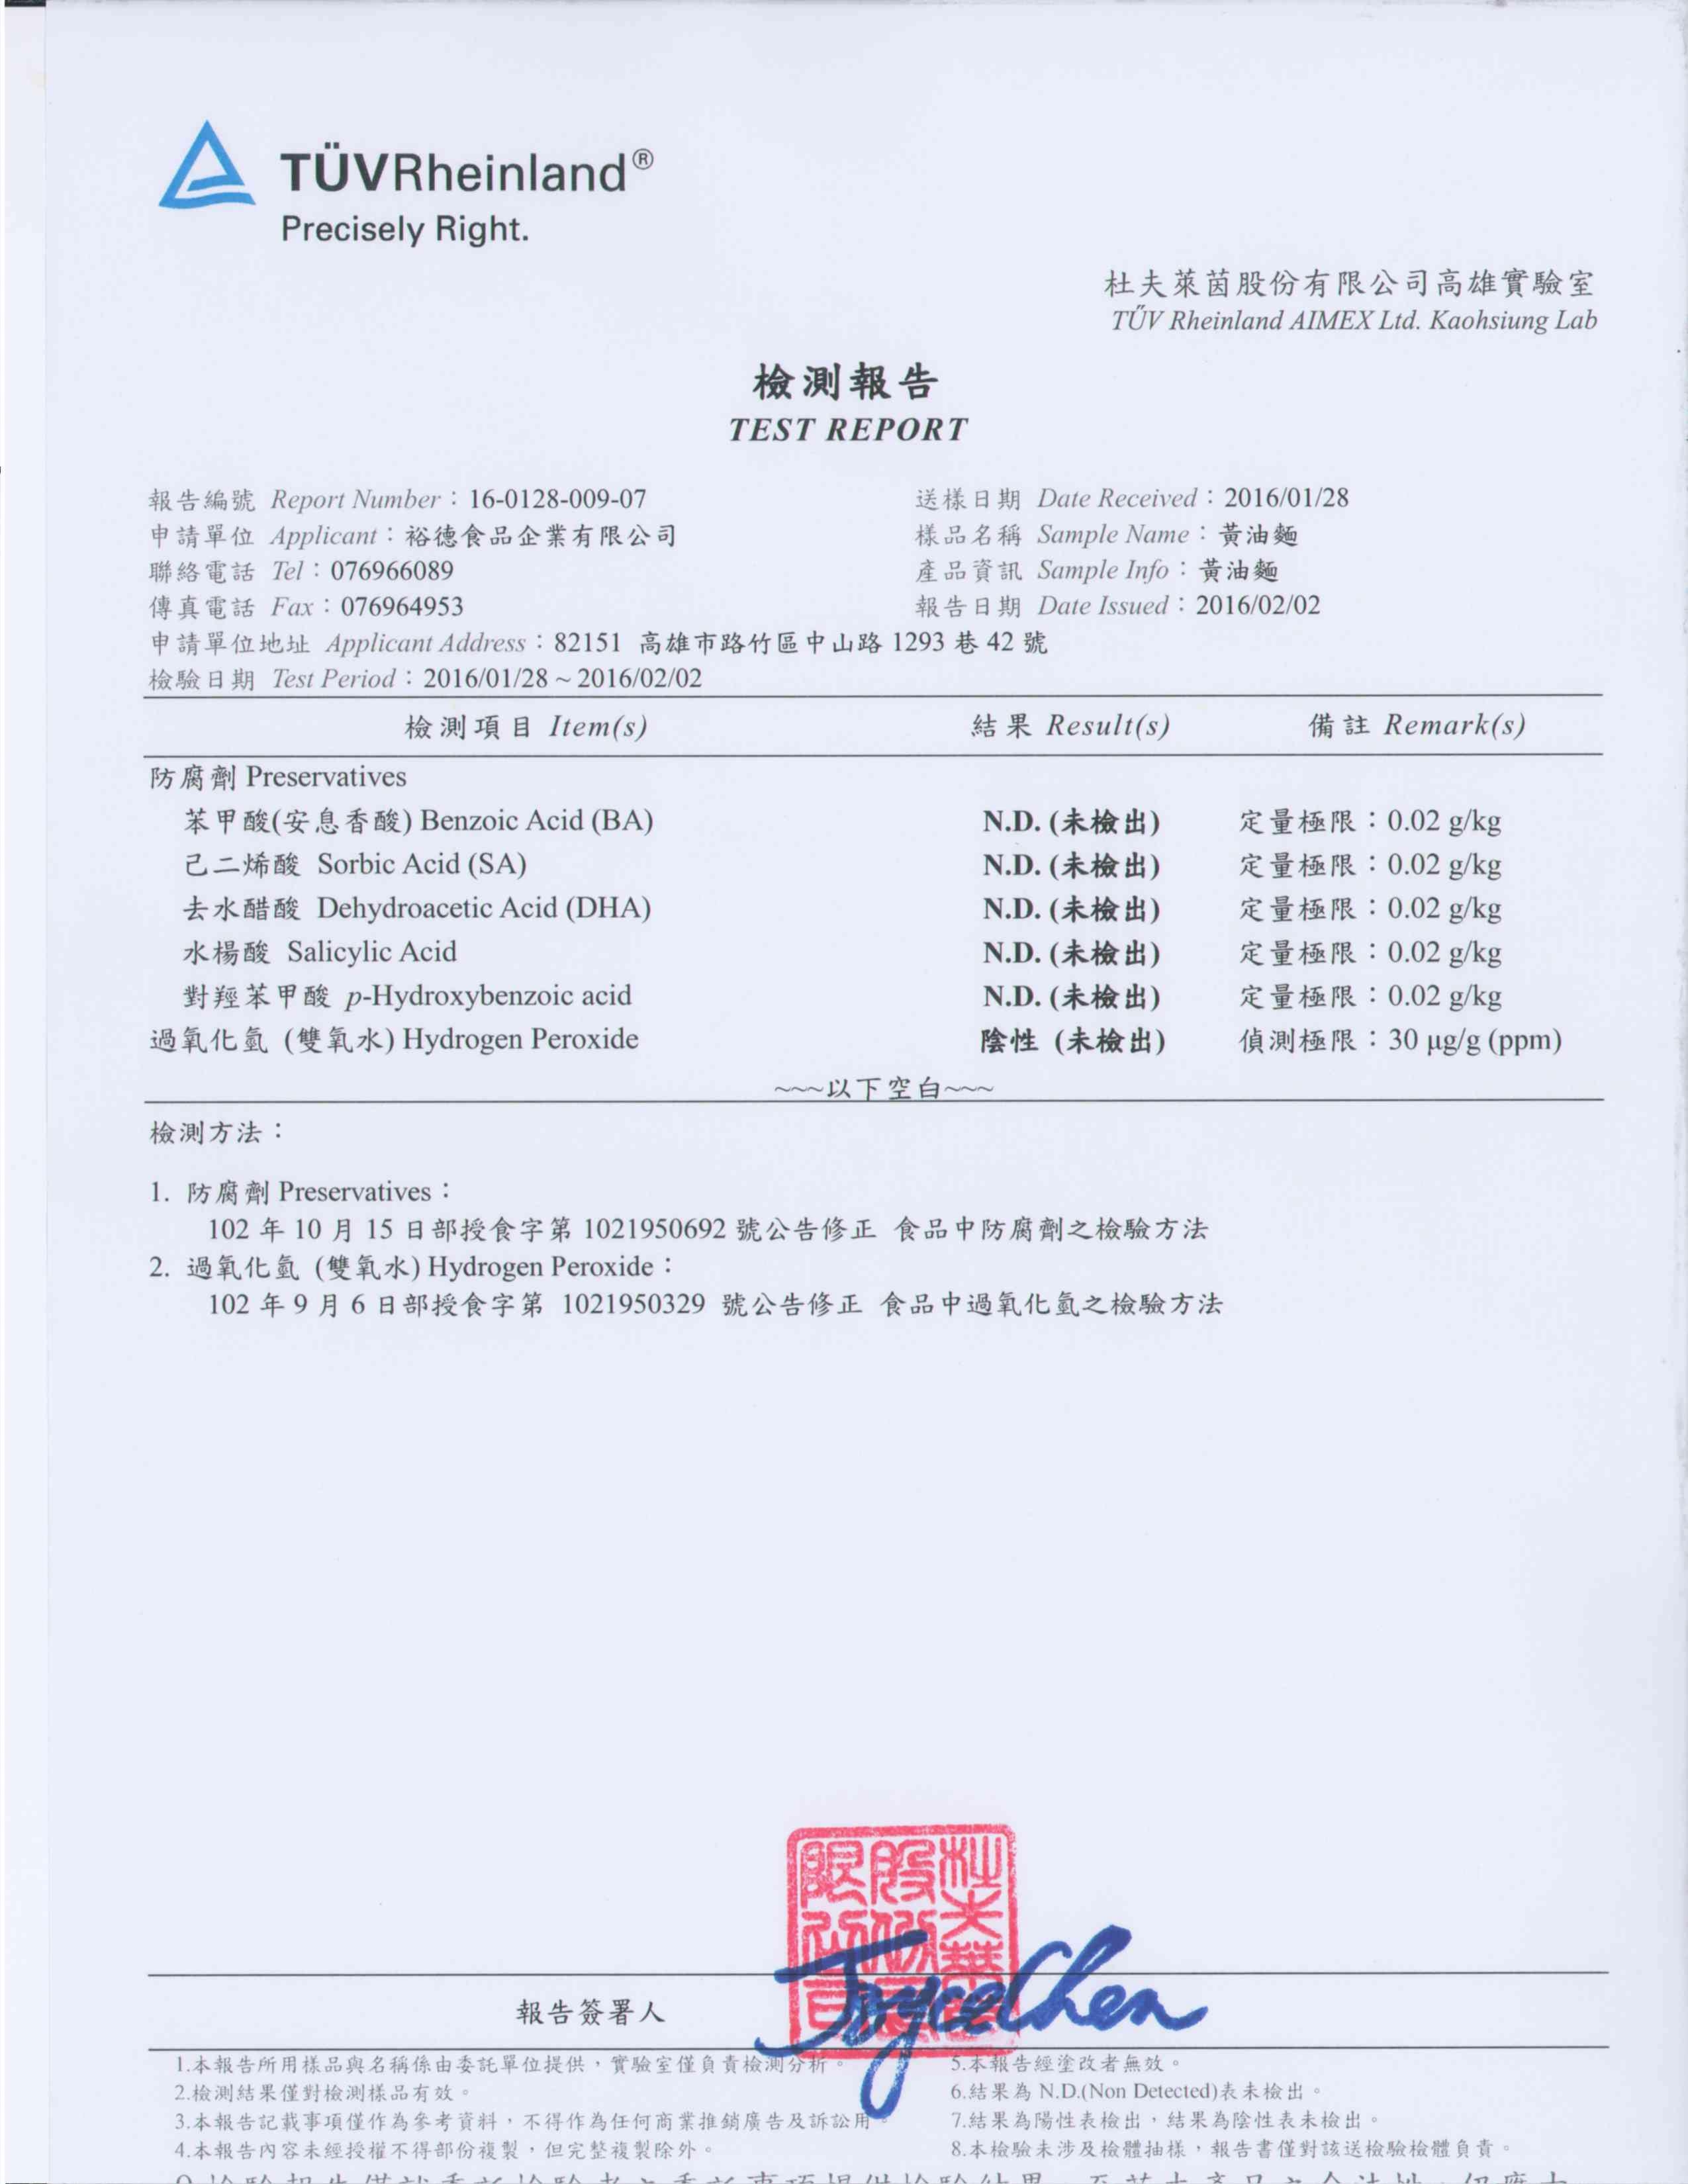 TÜVRheinland®
Precisely Right.
杜夫萊茵股份有限公司高雄實驗室
TÜV Rheinland AIMEX Ltd. Kaohsiung Lab
檢測報告
TEST REPORT
報告編號 Report Number：16-0128-009-07 送樣日期 Date Received：2016/01/28
申請單位 Applicant：裕德食品企業有限公司 樣品名稱 Sample Name：黃油麵
聯絡電話 Tel：076966089 產品資訊 Sample Info：黃油麵
傳真電話 Fax：076964953 報告日期 Date Issued：2016/02/02
申請單位地址 Applicant Address：82151 高雄市路竹區中山路 1293 巷 42 號
檢驗日期 Test Period：2016/01/28 ~ 2016/02/02
檢測項目 Item(s) 結果 Result(s) 備註 Remark(s)
防腐劑 Preservatives
苯甲酸(安息香酸) Benzoic Acid (BA) N.D. (未檢出) 定量極限：0.02 g/kg
己二烯酸 Sorbic Acid (SA) N.D. (未檢出) 定量極限：0.02 g/kg
去水醋酸 Dehydroacetic Acid (DHA) N.D. (未檢出) 定量極限：0.02 g/kg
水楊酸 Salicylic Acid N.D. (未檢出) 定量極限：0.02 g/kg
對羥苯甲酸 p-Hydroxybenzoic acid N.D. (未檢出) 定量極限：0.02 g/kg
過氧化氫 (雙氧水) Hydrogen Peroxide 陰性 (未檢出) 偵測極限：30 μg/g (ppm)
~~~以下空白~~~
檢測方法：
1. 防腐劑 Preservatives：
102 年 10 月 15 日部授食字第 1021950692 號公告修正 食品中防腐劑之檢驗方法
2. 過氧化氫 (雙氧水) Hydrogen Peroxide：
102 年 9 月 6 日部授食字第 1021950329 號公告修正 食品中過氧化氫之檢驗方法
報告簽署人 Joyce Chen
1.本報告所用樣品與名稱係由委託單位提供，實驗室僅負責檢測分析。 5.本報告經塗改者無效。
2.檢測結果僅對檢測樣品有效。 6.結果為 N.D.(Non Detected)表未檢出。
3.本報告記載事項僅作為參考資料，不得作為任何商業推銷廣告及訴訟用。 7.結果為陽性表檢出，結果為陰性表未檢出。
4.本報告內容未經授權不得部份複製，但完整複製除外。 8.本檢驗未涉及檢體抽樣，報告書僅對該送檢驗檢體負責。